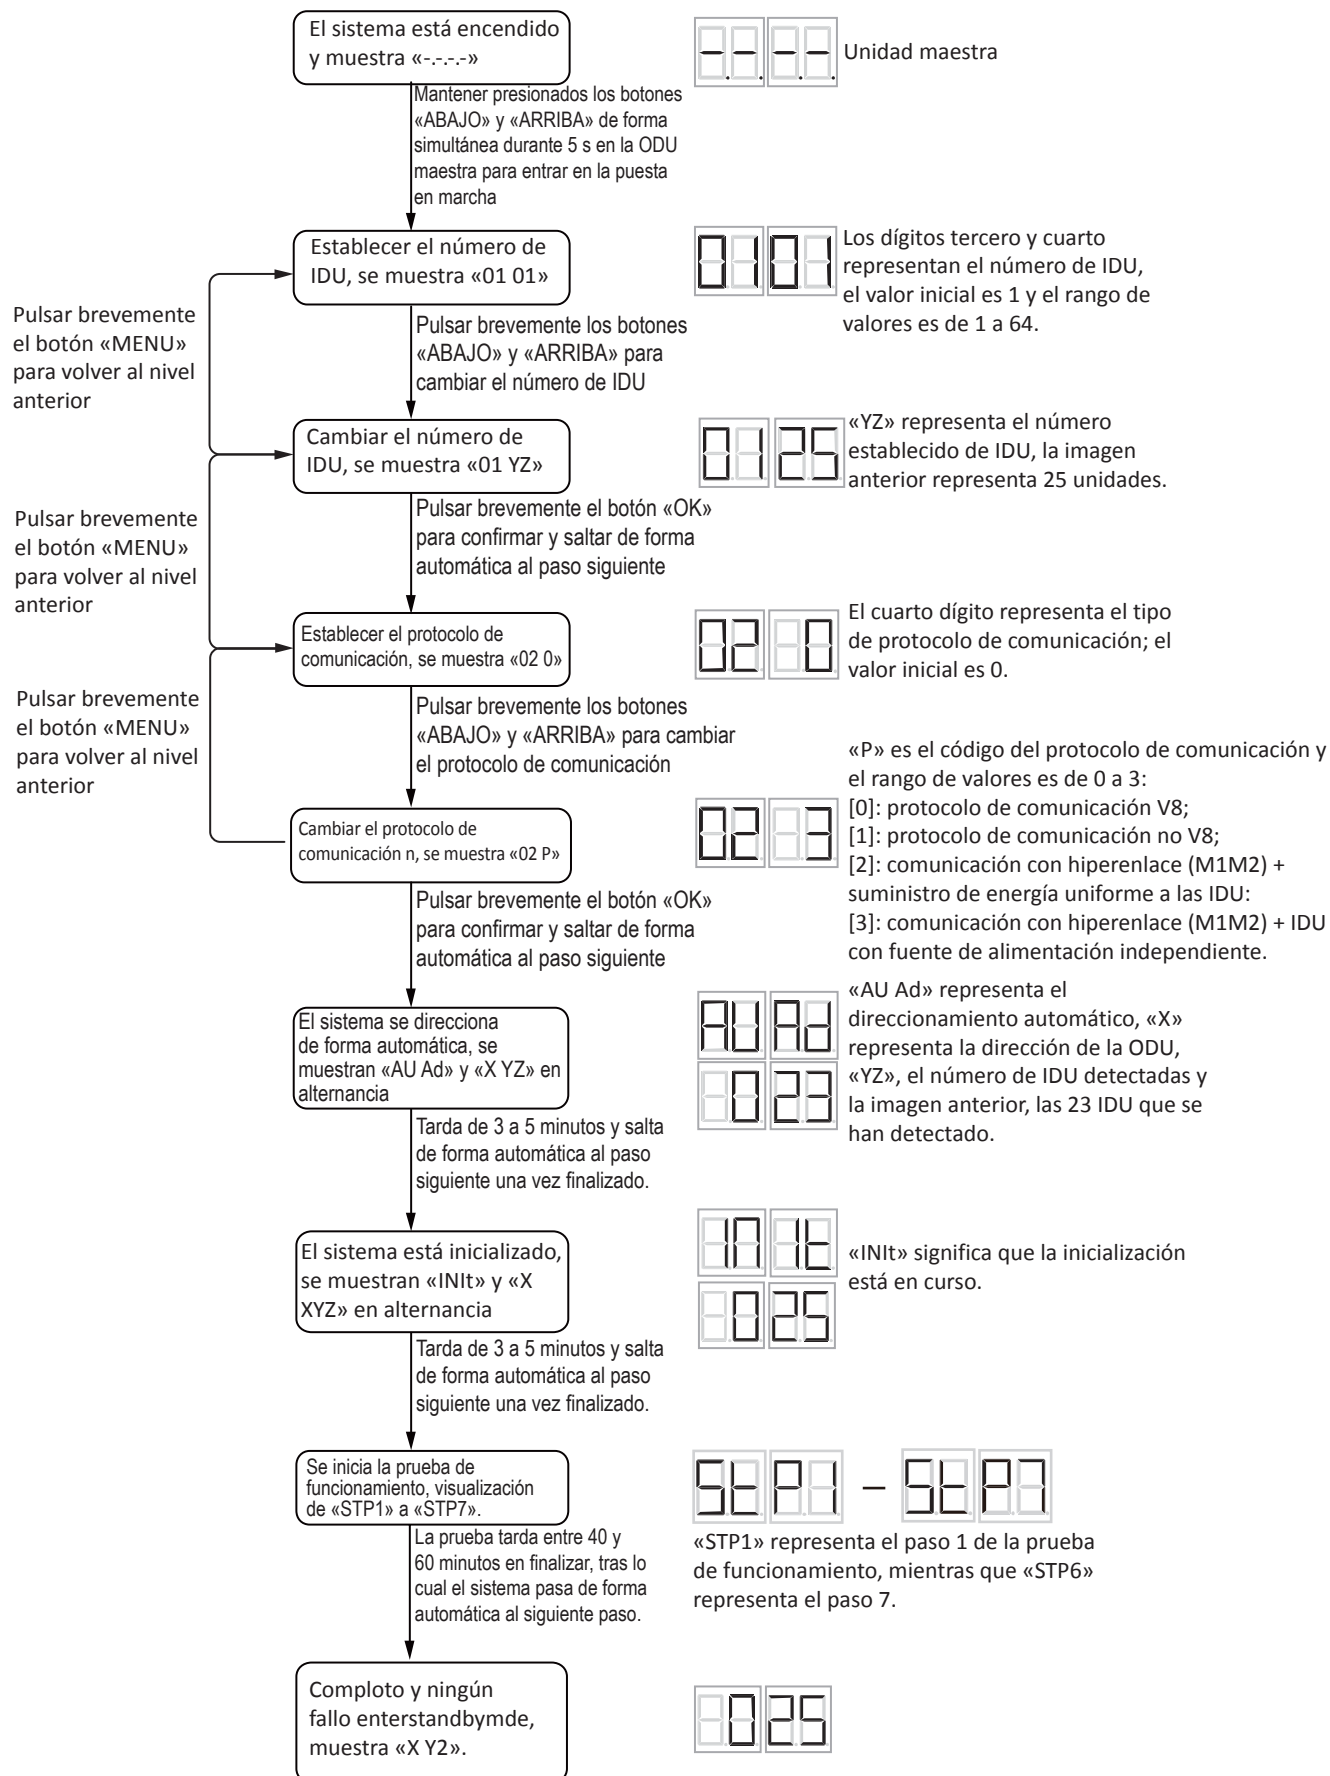 El sistema está encendido
y muestra «-.-.-.-»
-.-.-.-.
Unidad maestra
Mantener presionados los botones
«ABAJO» y «ARRIBA» de forma
simultánea durante 5 s en la ODU
maestra para entrar en la puesta
en marcha
Establecer el número de
IDU, se muestra «01 01»
0101
Los dígitos tercero y cuarto
representan el número de IDU,
el valor inicial es 1 y el rango de
valores es de 1 a 64.
Pulsar brevemente
el botón «MENU»
para volver al nivel
anterior
Pulsar brevemente los botones
«ABAJO» y «ARRIBA» para
cambiar el número de IDU
Cambiar el número de
IDU, se muestra «01 YZ»
0125
«YZ» representa el número
establecido de IDU, la imagen
anterior representa 25 unidades.
Pulsar brevemente
el botón «MENU»
para volver al nivel
anterior
Pulsar brevemente el botón «OK»
para confirmar y saltar de forma
automática al paso siguiente
Establecer el protocolo de
comunicación, se muestra «02 0»
02 0
El cuarto dígito representa el tipo
de protocolo de comunicación; el
valor inicial es 0.
Pulsar brevemente
el botón «MENU»
para volver al nivel
anterior
Pulsar brevemente los botones
«ABAJO» y «ARRIBA» para cambiar
el protocolo de comunicación
Cambiar el protocolo de
comunicación n, se muestra «02 P»
02 3
«P» es el código del protocolo de comunicación y
el rango de valores es de 0 a 3:
[0]: protocolo de comunicación V8;
[1]: protocolo de comunicación no V8;
[2]: comunicación con hiperenlace (M1M2) +
suministro de energía uniforme a las IDU:
[3]: comunicación con hiperenlace (M1M2) + IDU
con fuente de alimentación independiente.
Pulsar brevemente el botón «OK»
para confirmar y saltar de forma
automática al paso siguiente
El sistema se direcciona
de forma automática, se
muestran «AU Ad» y «X YZ» en
alternancia
AUAd
023
«AU Ad» representa el
direccionamiento automático, «X»
representa la dirección de la ODU,
«YZ», el número de IDU detectadas y
la imagen anterior, las 23 IDU que se
han detectado.
Tarda de 3 a 5 minutos y salta
de forma automática al paso
siguiente una vez finalizado.
El sistema está inicializado,
se muestran «INIt» y «X
XYZ» en alternancia
INIt
025
«INIt» significa que la inicialización
está en curso.
Tarda de 3 a 5 minutos y salta
de forma automática al paso
siguiente una vez finalizado.
Se inicia la prueba de
funcionamiento, visualización
de «STP1» a «STP7».
StP1 – StP7
«STP1» representa el paso 1 de la prueba
de funcionamiento, mientras que «STP6»
representa el paso 7.
La prueba tarda entre 40 y
60 minutos en finalizar, tras lo
cual el sistema pasa de forma
automática al siguiente paso.
Comploto y ningún
fallo enterstandbymde,
muestra «X Y2».
025